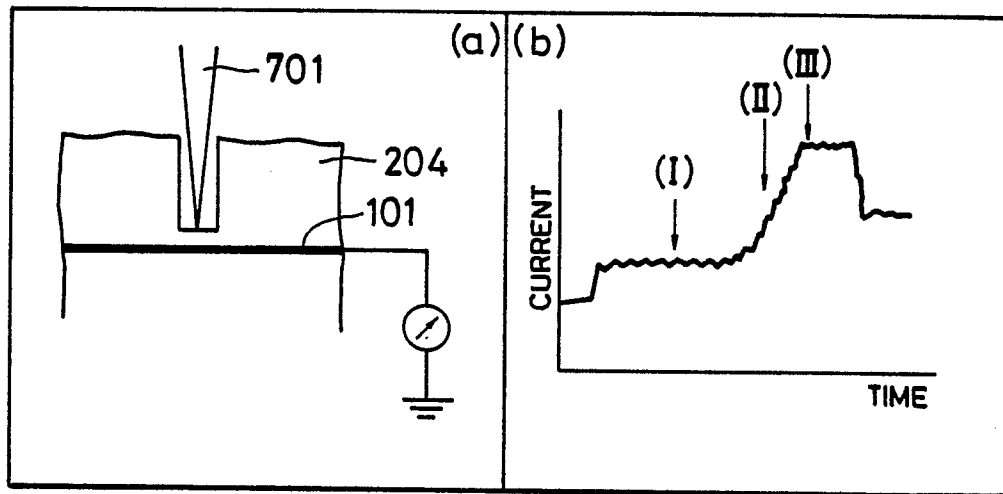 (a)
701
204
101
(b)
(I)
(II)
(III)
CURRENT
TIME